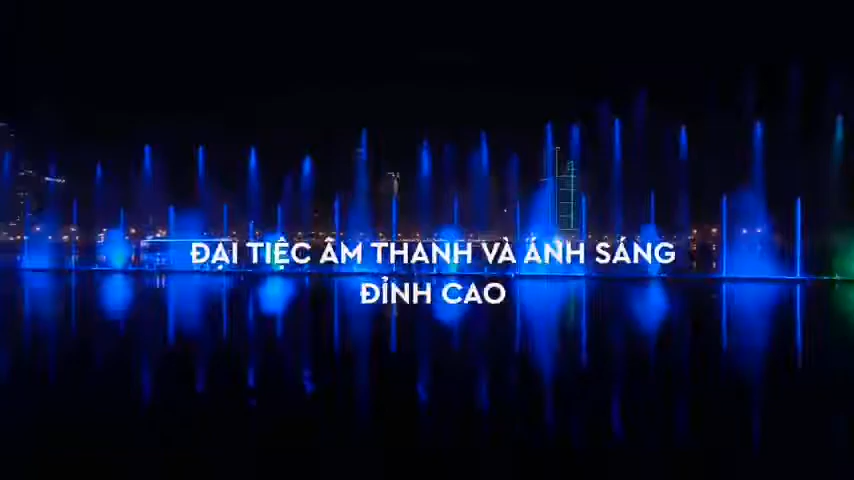 ĐẠI TIỆC ÂM THANH VÀ ÁNH SÁNG
ĐỈNH CAO